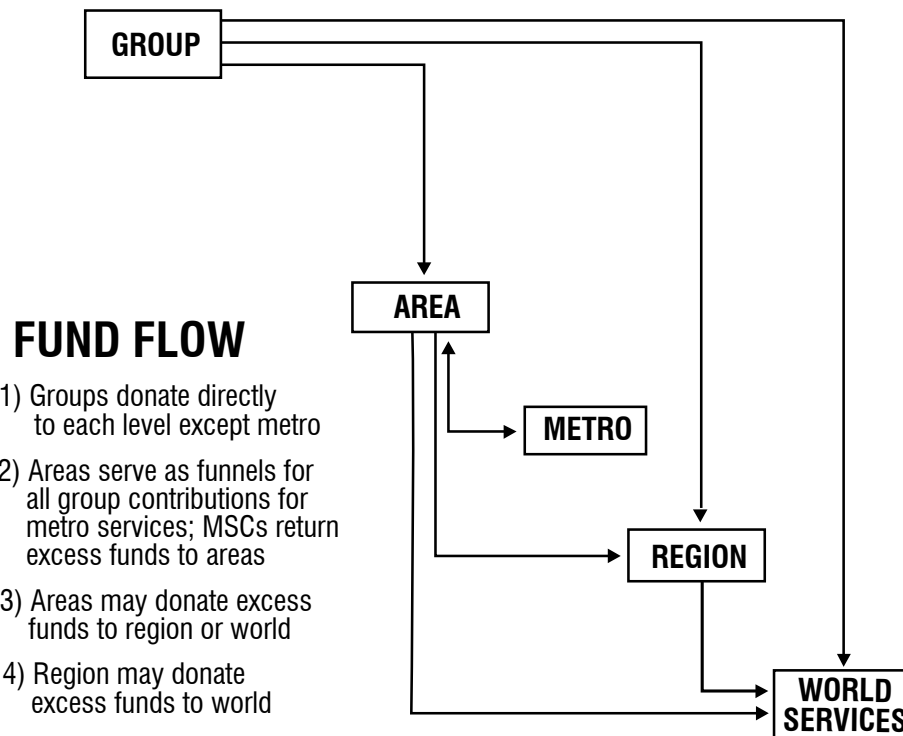 GROUP
AREA
FUND FLOW
1) Groups donate directly
to each level except metro
METRO
2) Areas serve as funnels for
all group contributions for
metro services; MSCs return
excess funds to areas
REGION
3) Areas may donate excess
funds to region or world
4) Region may donate
excess funds to world
WORLD
SERVICES